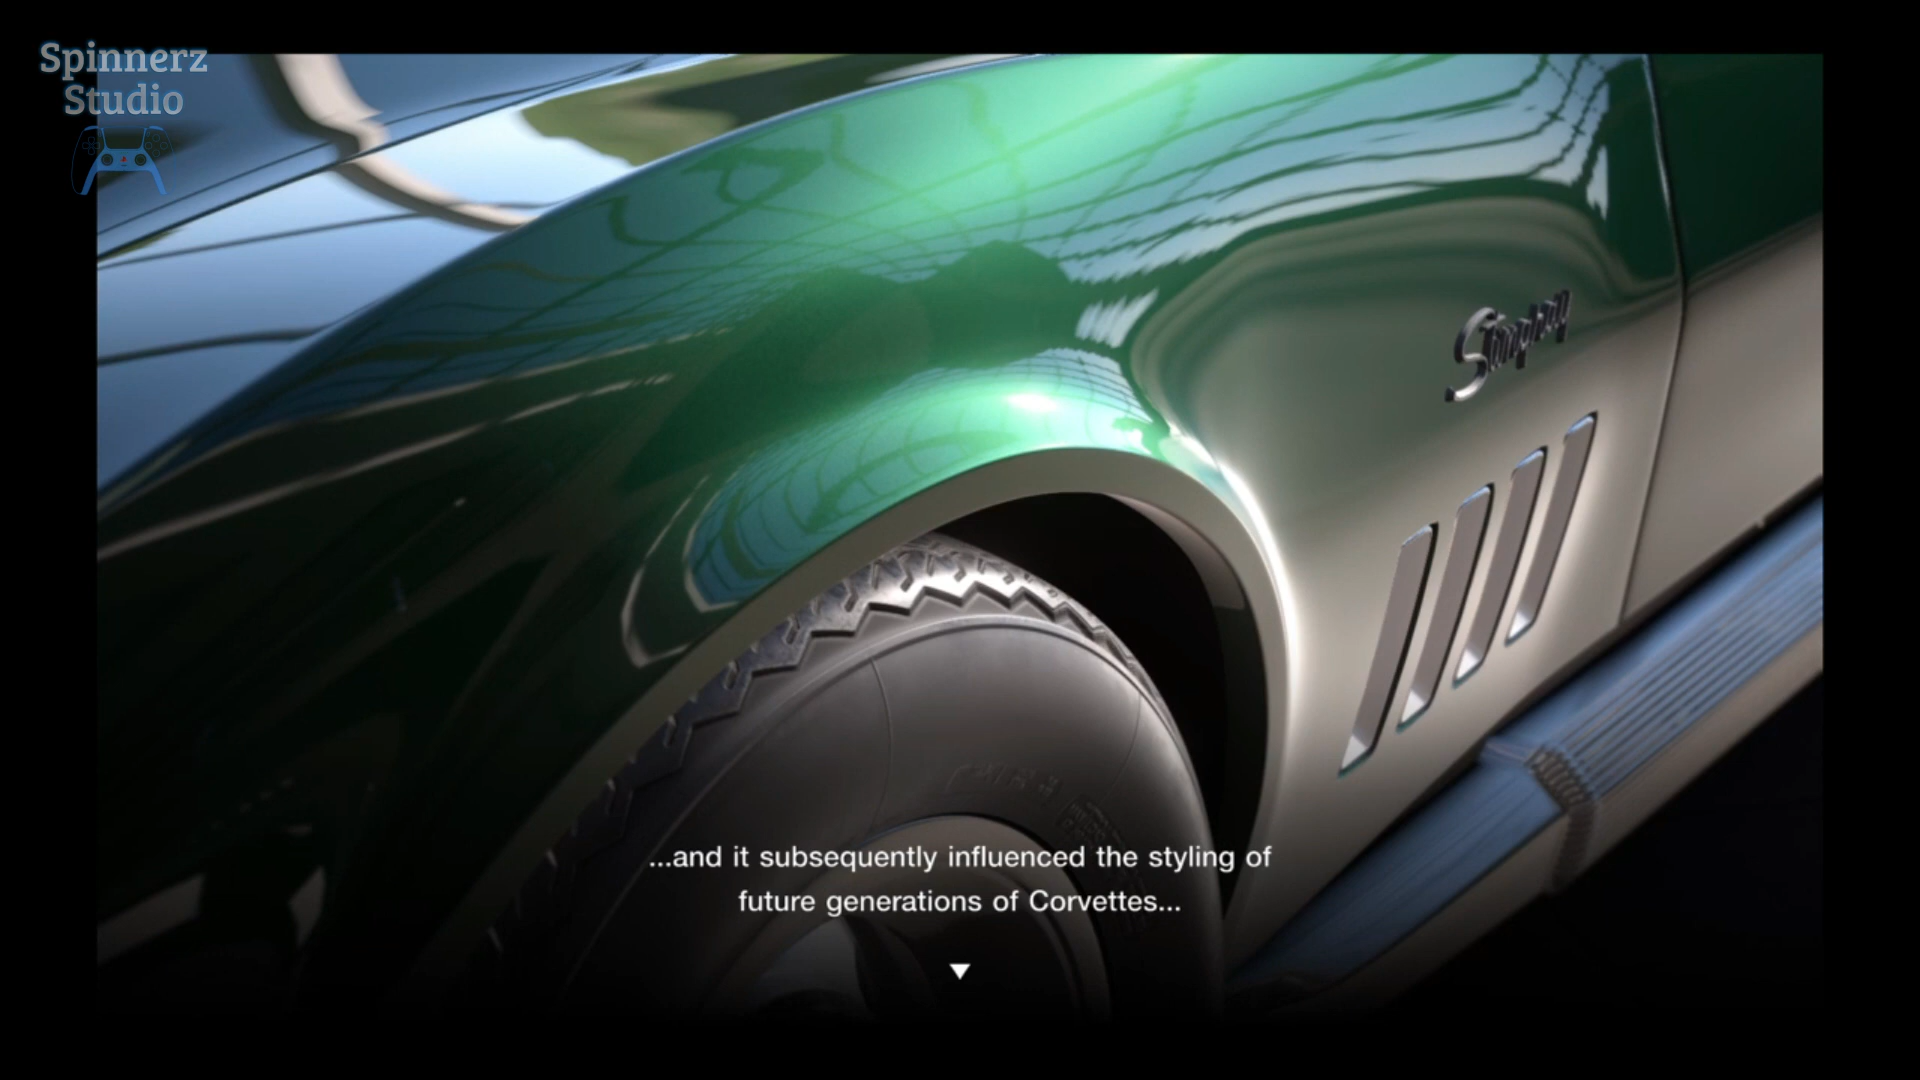 Spinnerz
Studio
Stingray
...and it subsequently influenced the styling of
future generations of Corvettes...